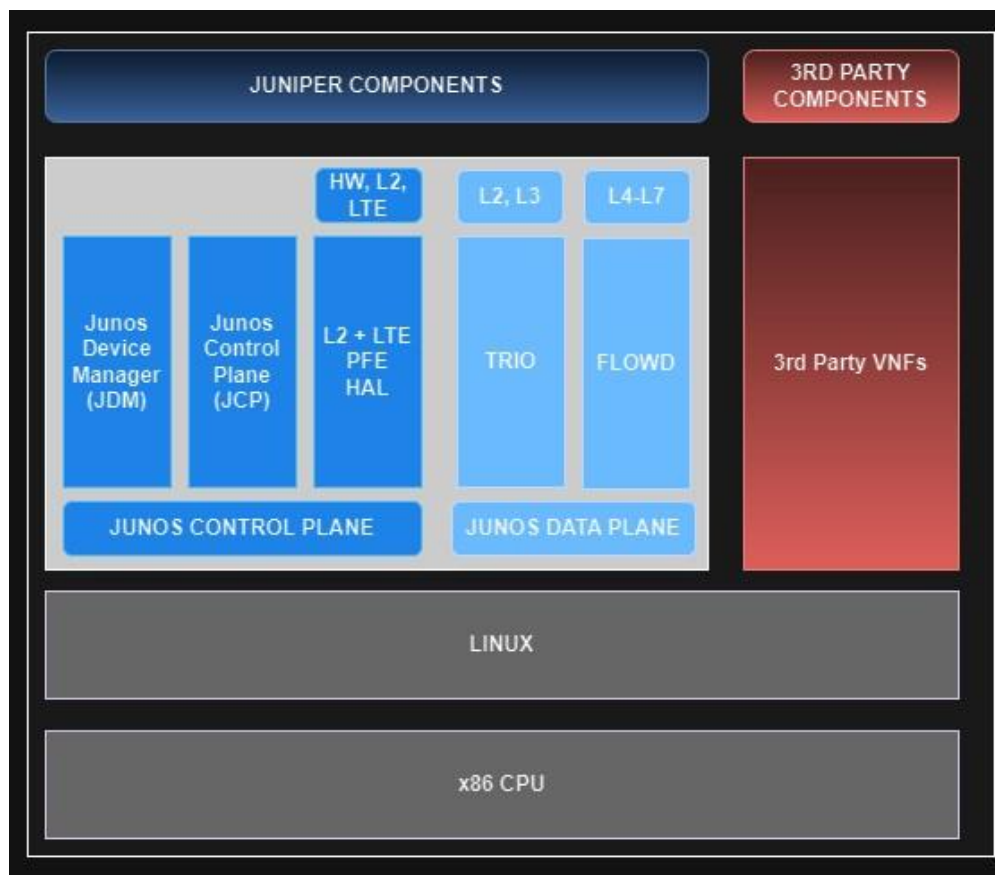 JUNIPER COMPONENTS
3RD PARTY
COMPONENTS
HW, L2,
LTE
L2, L3
L4-L7
Junos
Device
Manager
(JDM)
Junos
Control
Plane
(JCP)
L2 + LTE
PFE
HAL
TRIO
FLOWD
3rd Party VNFs
JUNOS CONTROL PLANE
JUNOS DATA PLANE
LINUX
x86 CPU